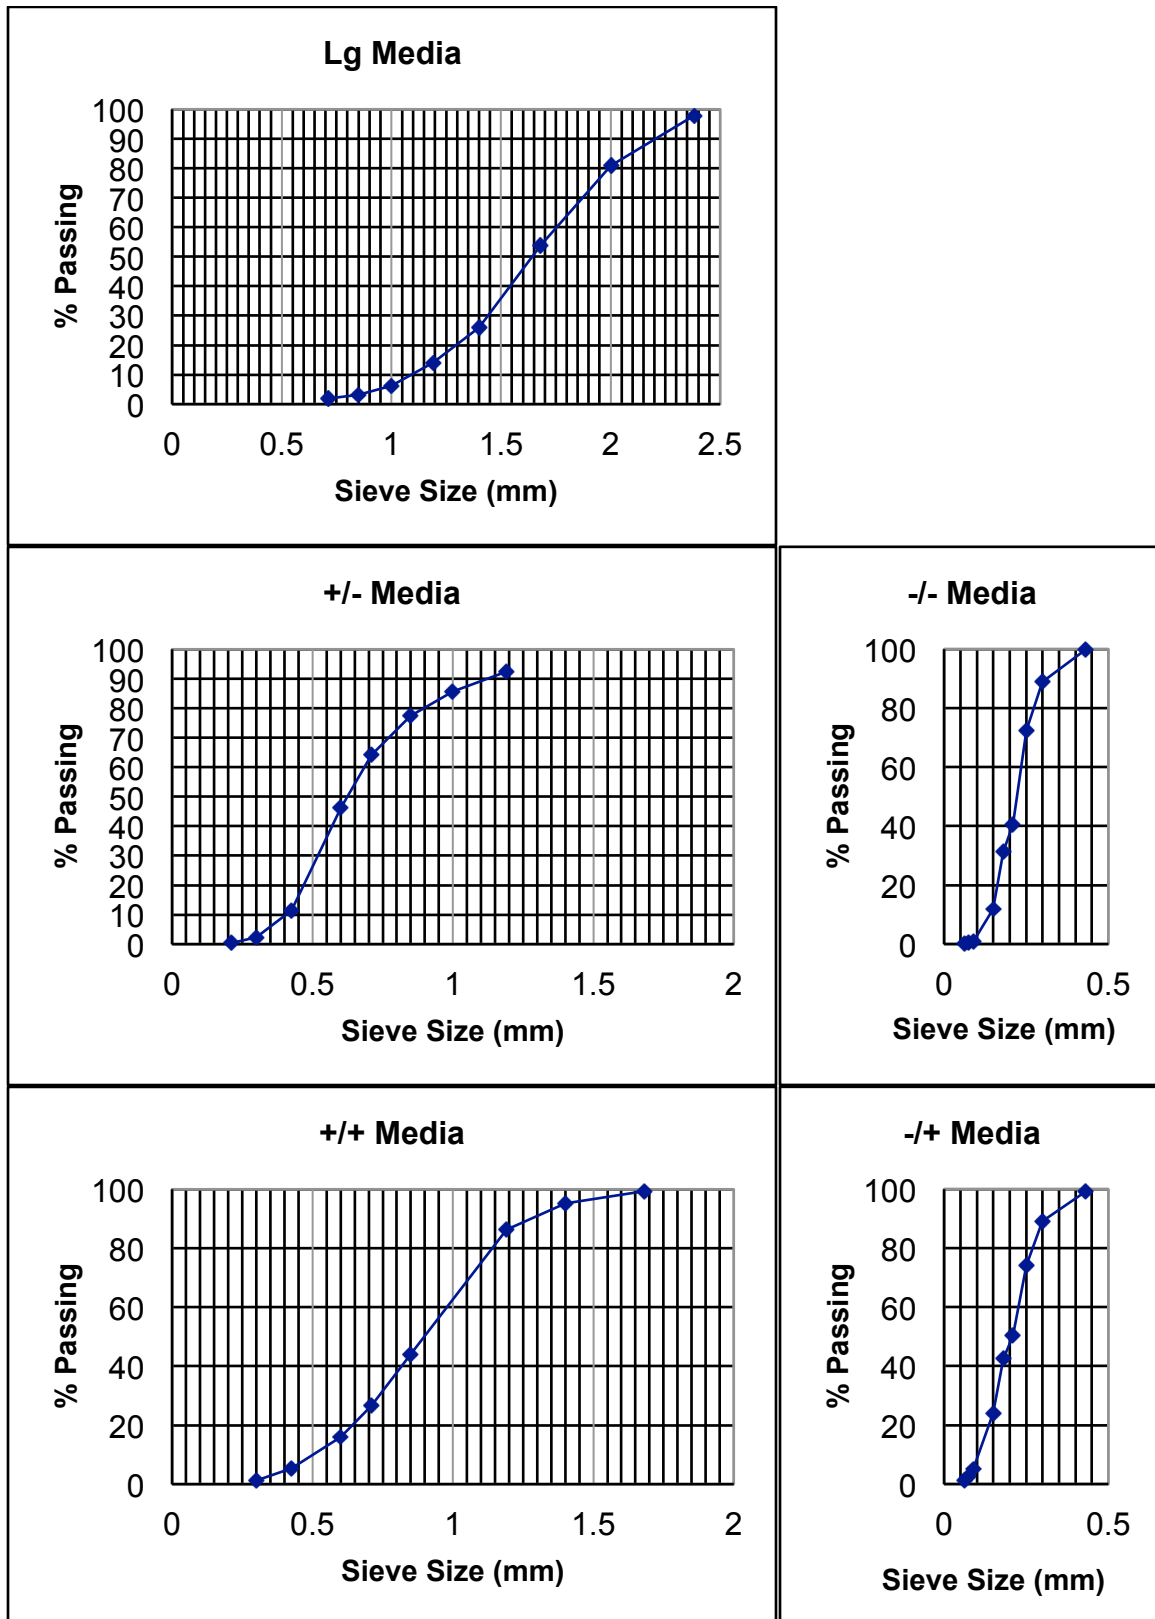 Lg Media
% Passing
100
90
80
70
60
50
40
30
20
10
0
0 0.5 1 1.5 2 2.5
Sieve Size (mm)
+/- Media
% Passing
100
90
80
70
60
50
40
30
20
10
0
0 0.5 1 1.5 2
Sieve Size (mm)
-/- Media
% Passing
100
80
60
40
20
0
0 0.5
Sieve Size (mm)
+/+ Media
% Passing
100
80
60
40
20
0
0 0.5 1 1.5 2
Sieve Size (mm)
-/+ Media
% Passing
100
80
60
40
20
0
0 0.5
Sieve Size (mm)